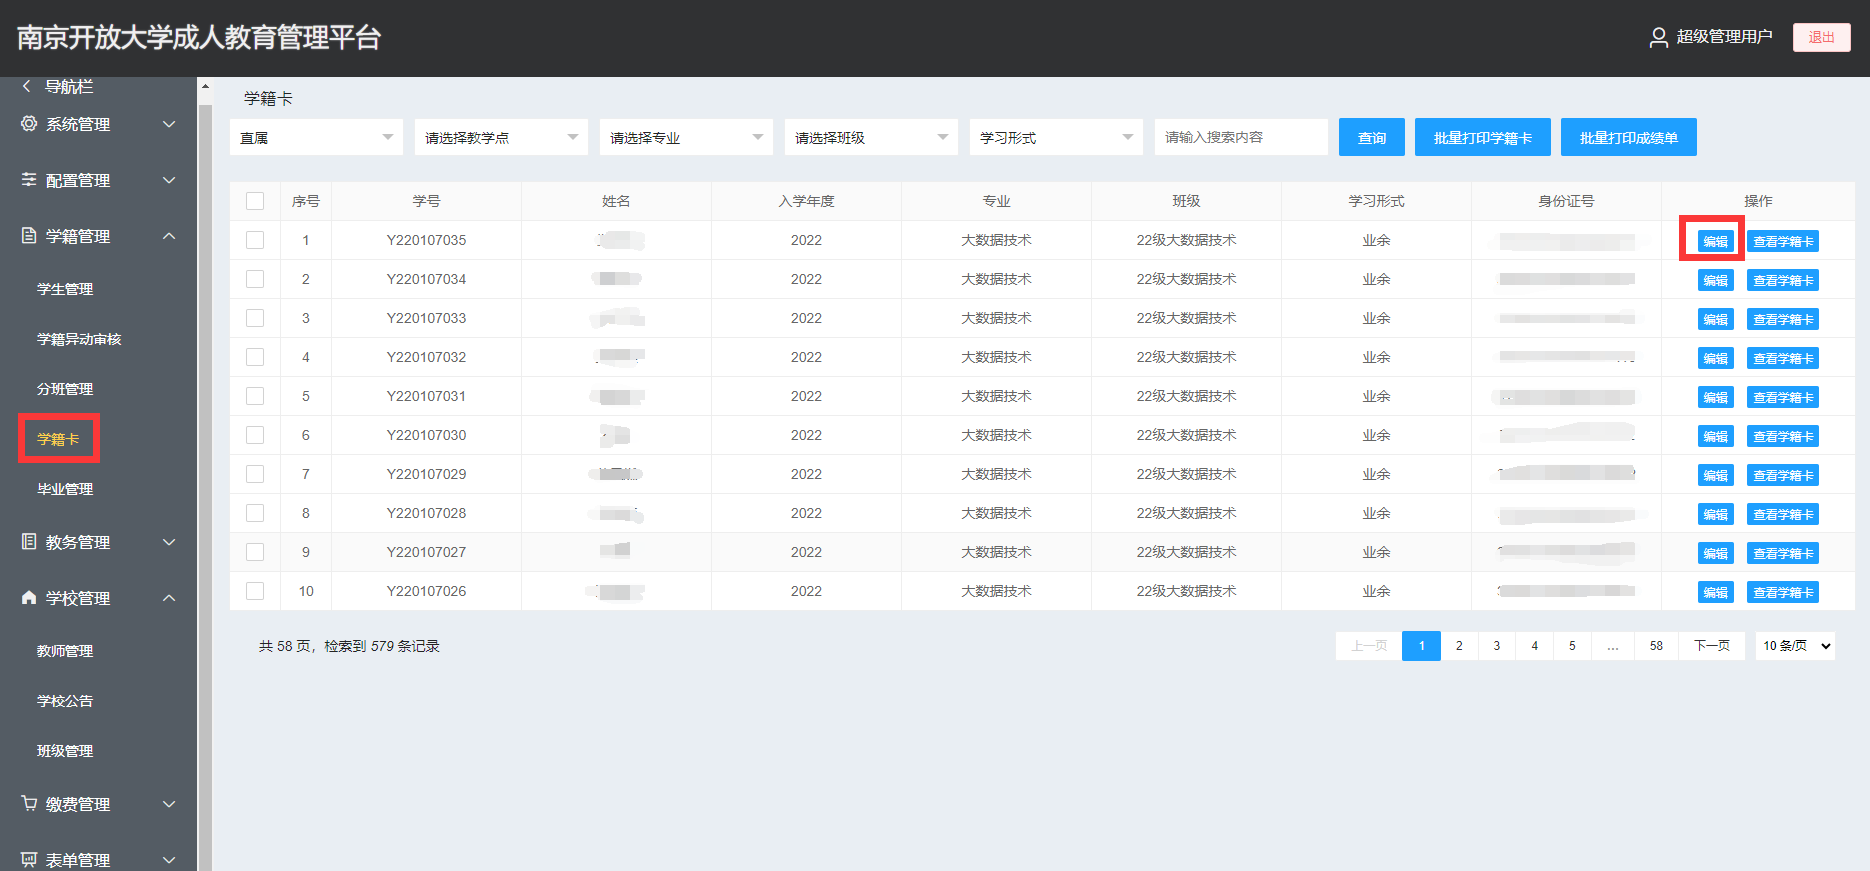 南京开放大学成人教育管理平台
超级管理用户 退出
导航栏
系统管理
配置管理
学籍管理
学生管理
学籍异动审核
分班管理
学籍卡
毕业管理
教务管理
学校管理
教师管理
学校公告
班级管理
缴费管理
表单管理
学籍卡
直属 请选择教学点 请选择专业 请选择班级 学习形式 请输入搜索内容 查询 批量打印学籍卡 批量打印成绩单
序号 学号 姓名 入学年度 专业 班级 学习形式 身份证号 操作
1 Y220107035 2022 大数据技术 22级大数据技术 业余 编辑 查看学籍卡
2 Y220107034 2022 大数据技术 22级大数据技术 业余 编辑 查看学籍卡
3 Y220107033 2022 大数据技术 22级大数据技术 业余 编辑 查看学籍卡
4 Y220107032 2022 大数据技术 22级大数据技术 业余 编辑 查看学籍卡
5 Y220107031 2022 大数据技术 22级大数据技术 业余 编辑 查看学籍卡
6 Y220107030 2022 大数据技术 22级大数据技术 业余 编辑 查看学籍卡
7 Y220107029 2022 大数据技术 22级大数据技术 业余 编辑 查看学籍卡
8 Y220107028 2022 大数据技术 22级大数据技术 业余 编辑 查看学籍卡
9 Y220107027 2022 大数据技术 22级大数据技术 业余 编辑 查看学籍卡
10 Y220107026 2022 大数据技术 22级大数据技术 业余 编辑 查看学籍卡
共 58 页，检索到 579 条记录
上一页 1 2 3 4 5 … 58 下一页 10 条/页